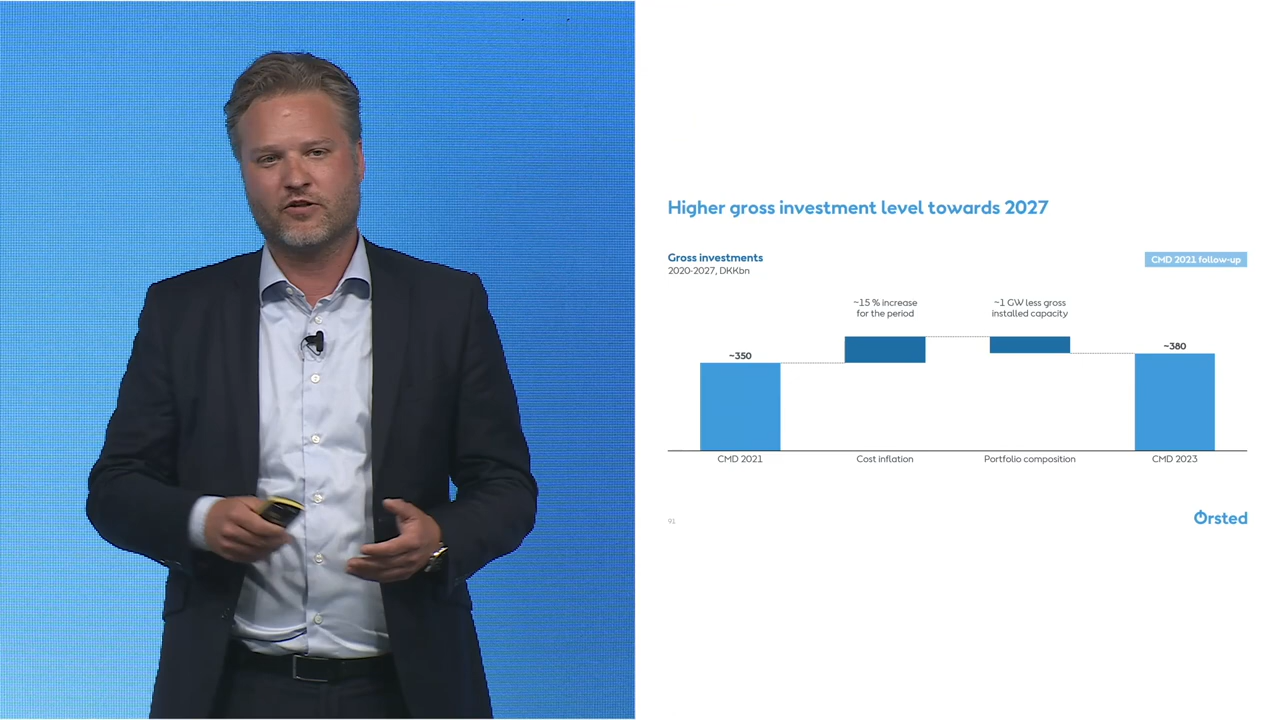 Higher gross investment level towards 2027
Gross investments
2020-2027, DKKbn
CMD 2021 follow-up
~15 % increase
for the period
~1 GW less gross
installed capacity
~350
~380
CMD 2021
Cost inflation
Portfolio composition
CMD 2023
91
Ørsted